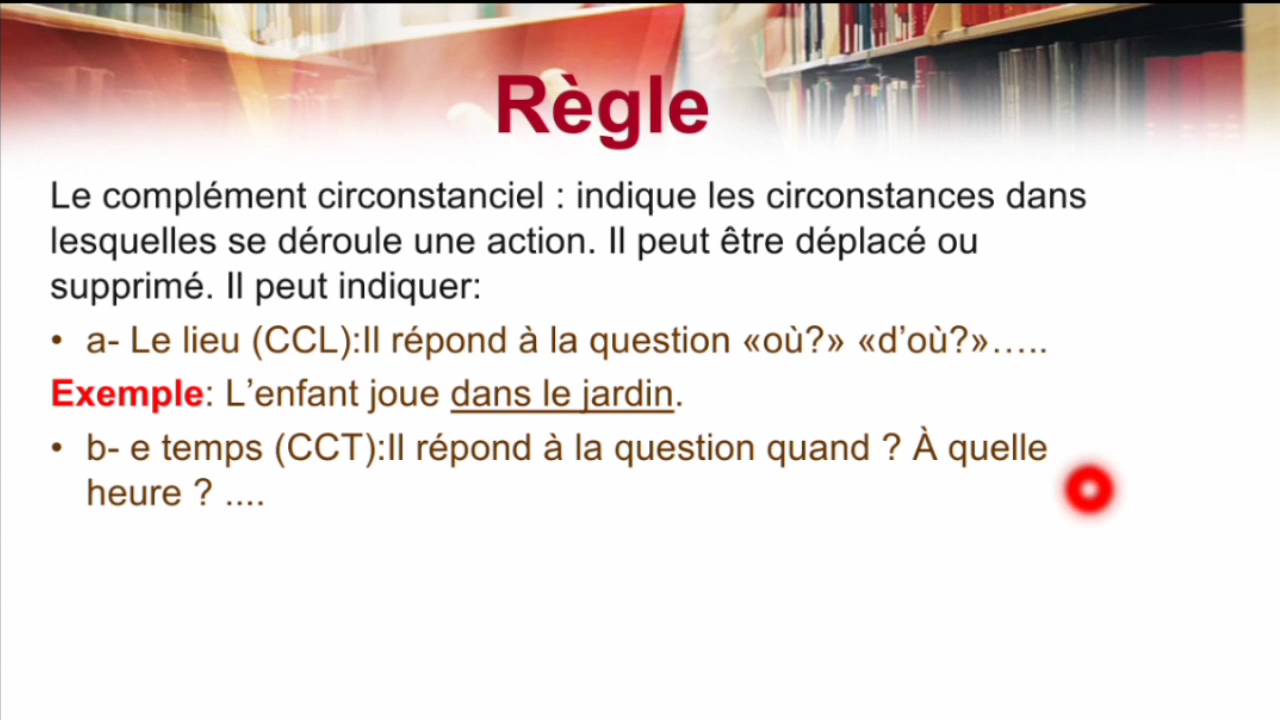 Règle
Le complément circonstanciel : indique les circonstances dans
lesquelles se déroule une action. Il peut être déplacé ou
supprimé. Il peut indiquer:
• a- Le lieu (CCL):Il répond à la question «où?» «d’où?»…..
Exemple: L’enfant joue dans le jardin.
• b- e temps (CCT):Il répond à la question quand ? À quelle
heure ? ....